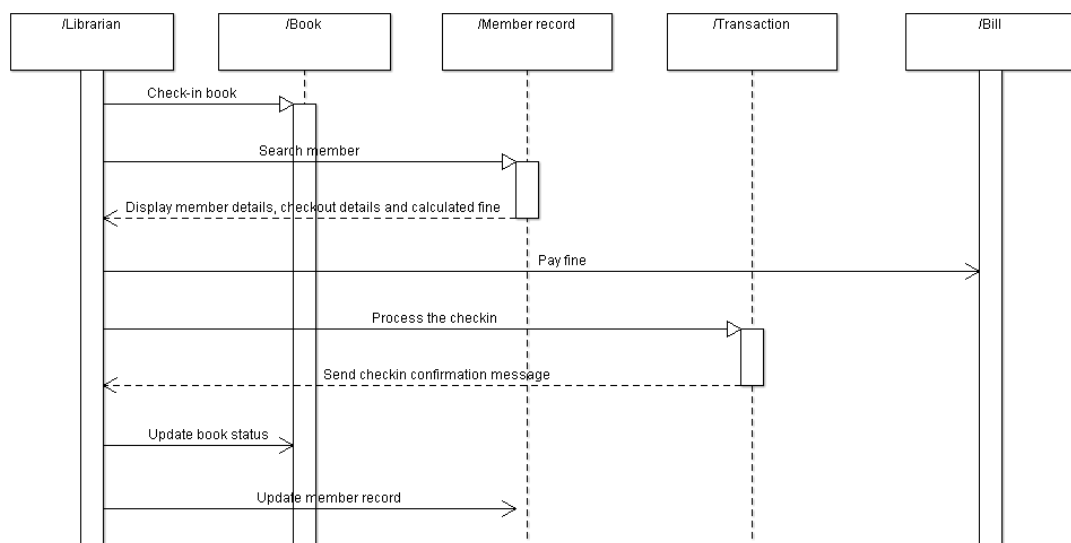 /Librarian
/Book
/Member record
/Transaction
/Bill
Check-in book
Search member
Display member details, checkout details and calculated fine
Pay fine
Process the checkin
Send checkin confirmation message
Update book status
Update member record